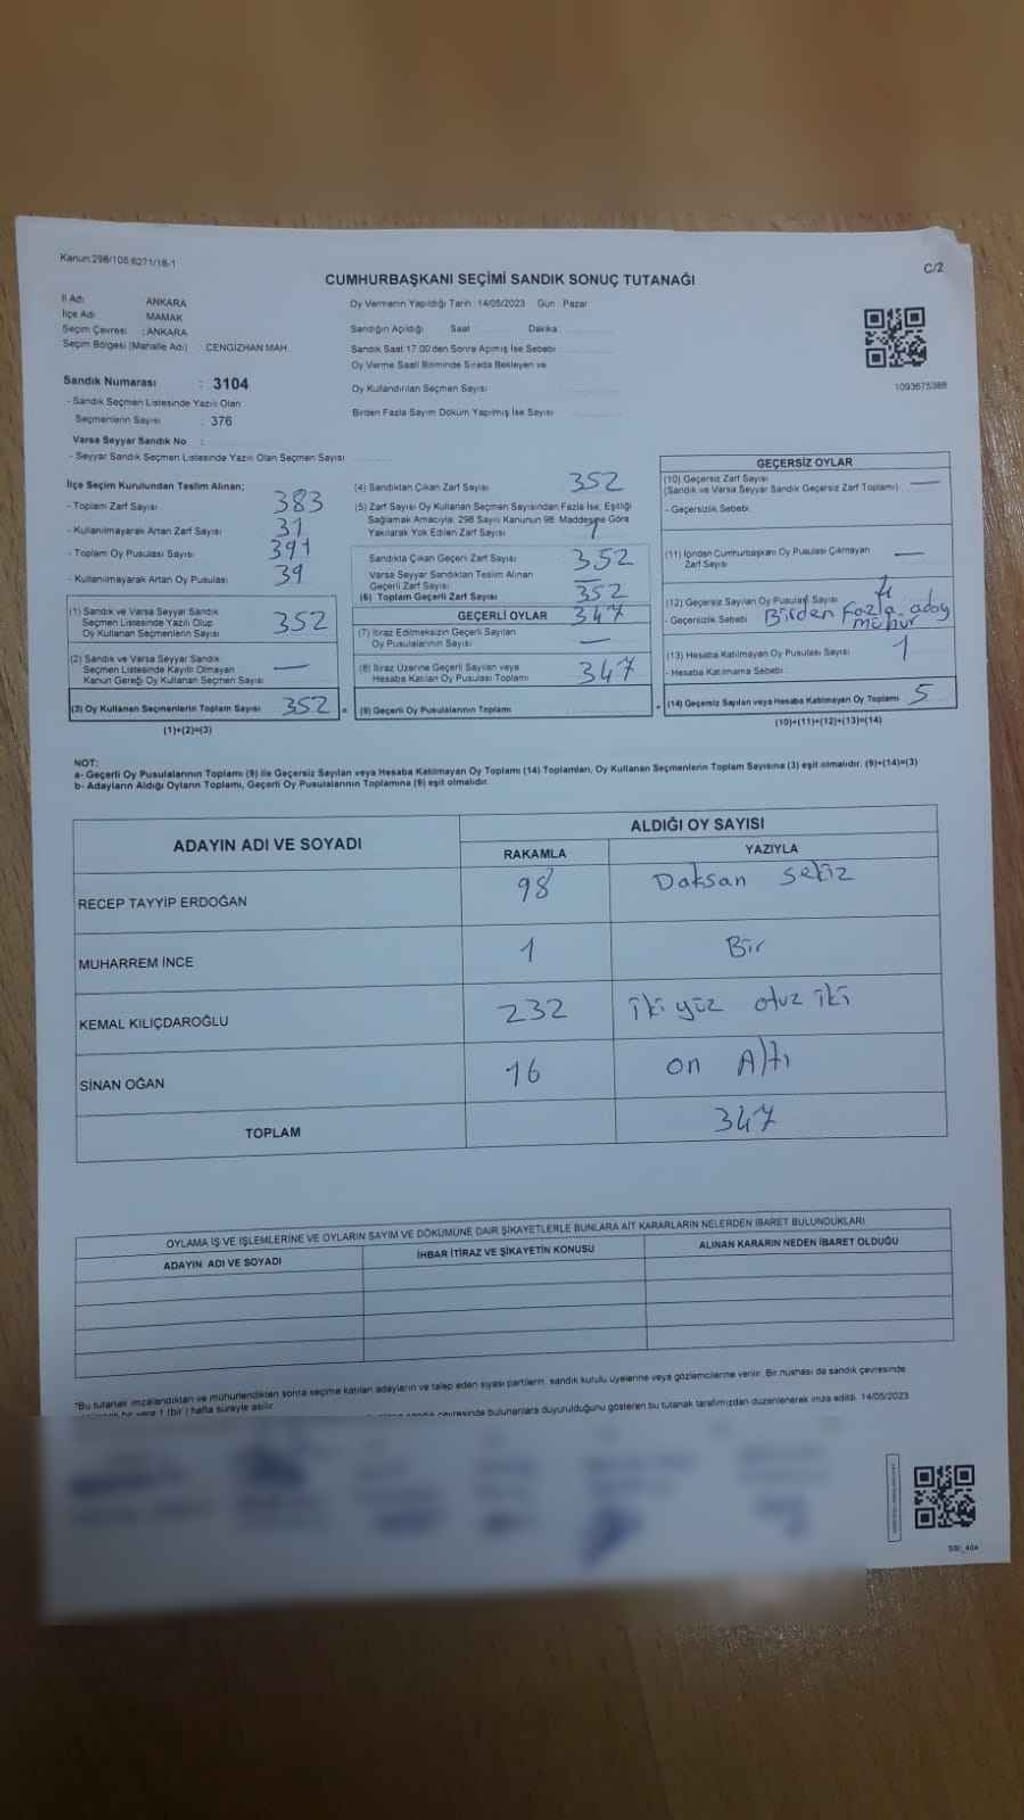 Kanun:298/105 6271/18-1
C/2
CUMHURBAŞKANI SEÇİMİ SANDIK SONUÇ TUTANAĞI
İl Adı ANKARA
İlçe Adı MAMAK
Seçim Çevresi : ANKARA
Seçim Bölgesi (Mahalle Adı) CENGİZHAN MAH.
Sandık Numarası : 3104
- Sandık Seçmen Listesinde Yazılı Olan
Seçmenlerin Sayısı : 376
Varsa Seyyar Sandık No :
- Seyyar Sandık Seçmen Listesinde Yazılı Olan Seçmen Sayısı
Oy Vermenin Yapıldığı Tarih : 14/05/2023 Gün : Pazar
Sandığın Açıldığı Saat Dakika
Sandık Saat 17.00'den Sonra Açılmış İse Sebebi
Oy Verme Saati Bitiminde Sırada Bekleyen ve
Oy Kullandırılan Seçmen Sayısı
Birden Fazla Sayım Döküm Yapılmış İse Sayısı
1093675388
İlçe Seçim Kurulundan Teslim Alınan;
- Toplam Zarf Sayısı 383
- Kullanılmayarak Artan Zarf Sayısı 31
- Toplam Oy Pusulası Sayısı 391
- Kullanılmayarak Artan Oy Pusulası 39
(1) Sandık ve Varsa Seyyar Sandık
Seçmen Listesinde Yazılı Olup
Oy Kullanan Seçmenlerin Sayısı 352
(2) Sandık ve Varsa Seyyar Sandık
Seçmen Listesinde Kayıtlı Olmayan
Kanun Gereği Oy Kullanan Seçmen Sayısı —
(3) Oy Kullanan Seçmenlerin Toplam Sayısı 352 =
(1)+(2)=(3)
(4) Sandıktan Çıkan Zarf Sayısı 352
(5) Zarf Sayısı Oy Kullanan Seçmen Sayısından Fazla İse, Eşitliği
Sağlamak Amacıyla; 298 Sayılı Kanunun 98. Maddesine Göre
Yakılarak Yok Edilen Zarf Sayısı
Sandıkta Çıkan Geçerli Zarf Sayısı 352
Varsa Seyyar Sandıktan Teslim Alınan
Geçerli Zarf Sayısı —
(6) Toplam Geçerli Zarf Sayısı 352
GEÇERLİ OYLAR 347
(7) İtiraz Edilmeksizin Geçerli Sayılan
Oy Pusulalarının Sayısı —
(8) İtiraz Üzerine Geçerli Sayılan veya
Hesaba Katılan Oy Pusulası Toplamı 347
(9) Geçerli Oy Pusulalarının Toplamı
GEÇERSİZ OYLAR
(10) Geçersiz Zarf Sayısı
(Sandık ve Varsa Seyyar Sandık Geçersiz Zarf Toplamı) —
- Geçersizlik Sebebi
(11) İçinden Cumhurbaşkanı Oy Pusulası Çıkmayan
Zarf Sayısı —
(12) Geçersiz Sayılan Oy Pusulası Sayısı 4
- Geçersizlik Sebebi Birden Fazla aday
mühür
(13) Hesaba Katılmayan Oy Pusulası Sayısı 1
- Hesaba Katılmama Sebebi
+ (14) Geçersiz Sayılan veya Hesaba Katılmayan Oy Toplamı 5
(10)+(11)+(12)+(13)=(14)
NOT:
a- Geçerli Oy Pusulalarının Toplamı (9) ile Geçersiz Sayılan veya Hesaba Katılmayan Oy Toplamı (14) Toplamları, Oy Kullanan Seçmenlerin Toplam Sayısına (3) eşit olmalıdır. (9)+(14)=(3)
b- Adayların Aldığı Oyların Toplamı, Geçerli Oy Pusulalarının Toplamına (9) eşit olmalıdır.
ADAYIN ADI VE SOYADI
ALDIĞI OY SAYISI
RAKAMLA YAZIYLA
RECEP TAYYİP ERDOĞAN 98 Doksan sekiz
MUHARREM İNCE 1 Bir
KEMAL KILIÇDAROĞLU 232 iki yüz otuz iki
SİNAN OĞAN 16 on Altı
TOPLAM 347
OYLAMA İŞ VE İŞLEMLERİNE VE OYLARIN SAYIM VE DÖKÜMÜNE DAİR ŞİKAYETLERLE BUNLARA AİT KARARLARIN NELERDEN İBARET BULUNDUKLARI
ADAYIN ADI VE SOYADI İHBAR İTİRAZ VE ŞİKAYETİN KONUSU ALINAN KARARIN NEDEN İBARET OLDUĞU
*Bu tutanak imzalandıktan ve mühürlendikten sonra seçime katılan adayların ve talep eden siyasi partilerin, sandık kurulu üyelerine veya gözlemcilerine verilir. Bir nüshası da sandık çevresinde
bir yere 1 (bir) hafta süreyle asılır.
bulunanlara duyurulduğunu gösteren bu tutanak tarafımızdan düzenlenerek imza edildi. 14/05/2023